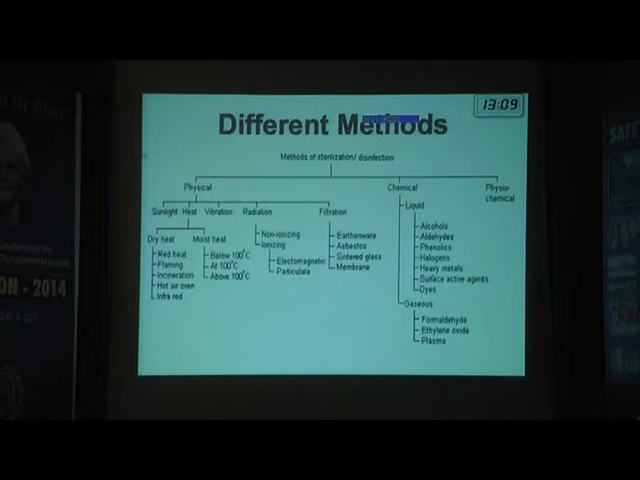 13:09
Different Methods
Methods of sterilization/ disinfection
Physical
Chemical
Physio-
chemical
Sunlight Heat Vibration Radiation Filtration
Dry heat
Red heat
Flaming
Incineration
Hot air oven
Infra red
Moist heat
Below 100°C
At 100°C
Above 100°C
Non-ionizing
Ionizing
Electomagnetic
Particulate
Earthenware
Asbestos
Sintered glass
Membrane
Liquid
Alcohols
Aldehydes
Phenolics
Halogens
Heavy metals
Surface active agents
Dyes
Gaseous
Formaldehyde
Ethylene oxide
Plasma
ON - 2014